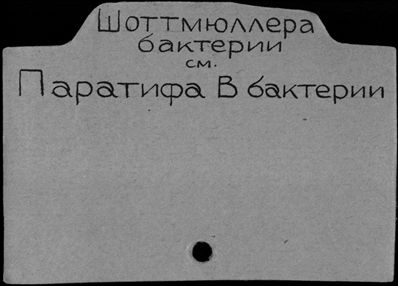 Шоттмюллера
бактерии
см.
Паратифа В бактерии